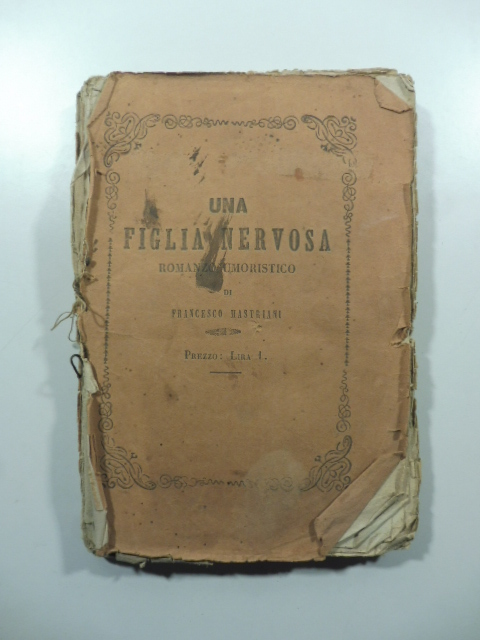 UNA
FIGLIA NERVOSA
ROMANZO UMORISTICO
DI
FRANCESCO MASTRIANI
PREZZO: LIRA 1.